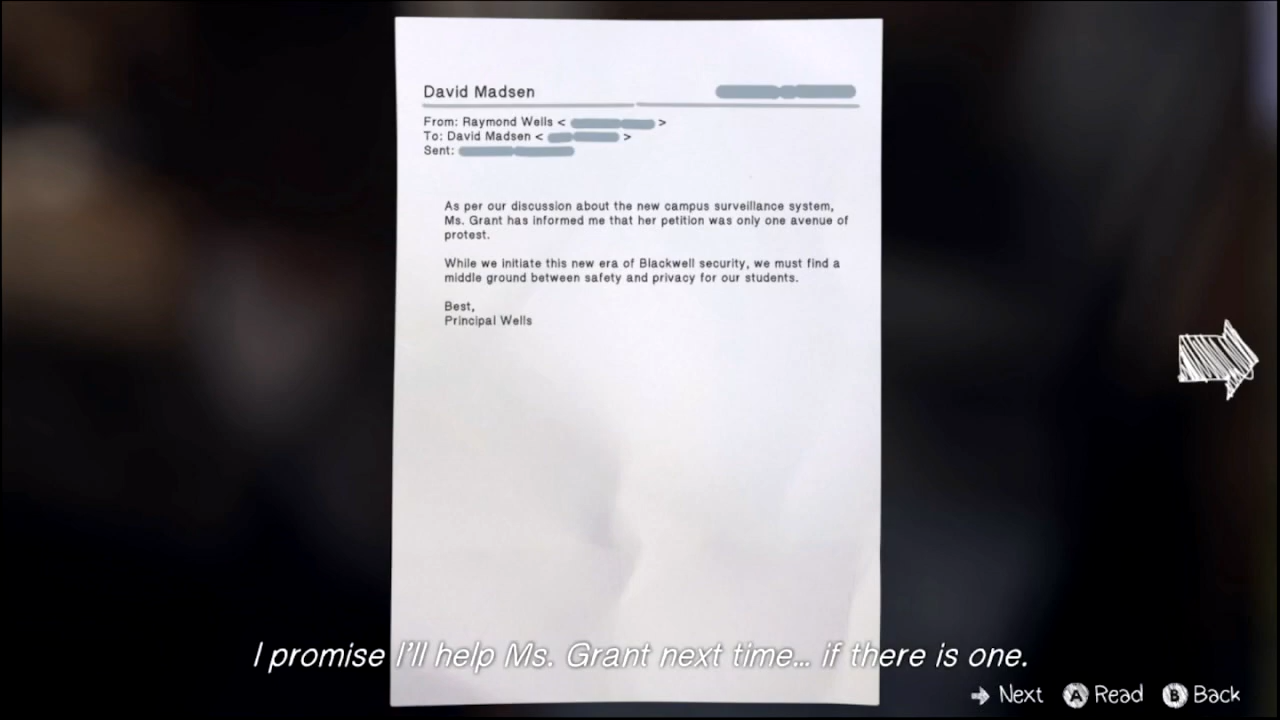 David Madsen
From: Raymond Wells < >
To: David Madsen < >
Sent:
As per our discussion about the new campus surveillance system,
Ms. Grant has informed me that her petition was only one avenue of
protest.
While we initiate this new era of Blackwell security, we must find a
middle ground between safety and privacy for our students.
Best,
Principal Wells
I promise I'll help Ms. Grant next time... if there is one.
Next A Read B Back